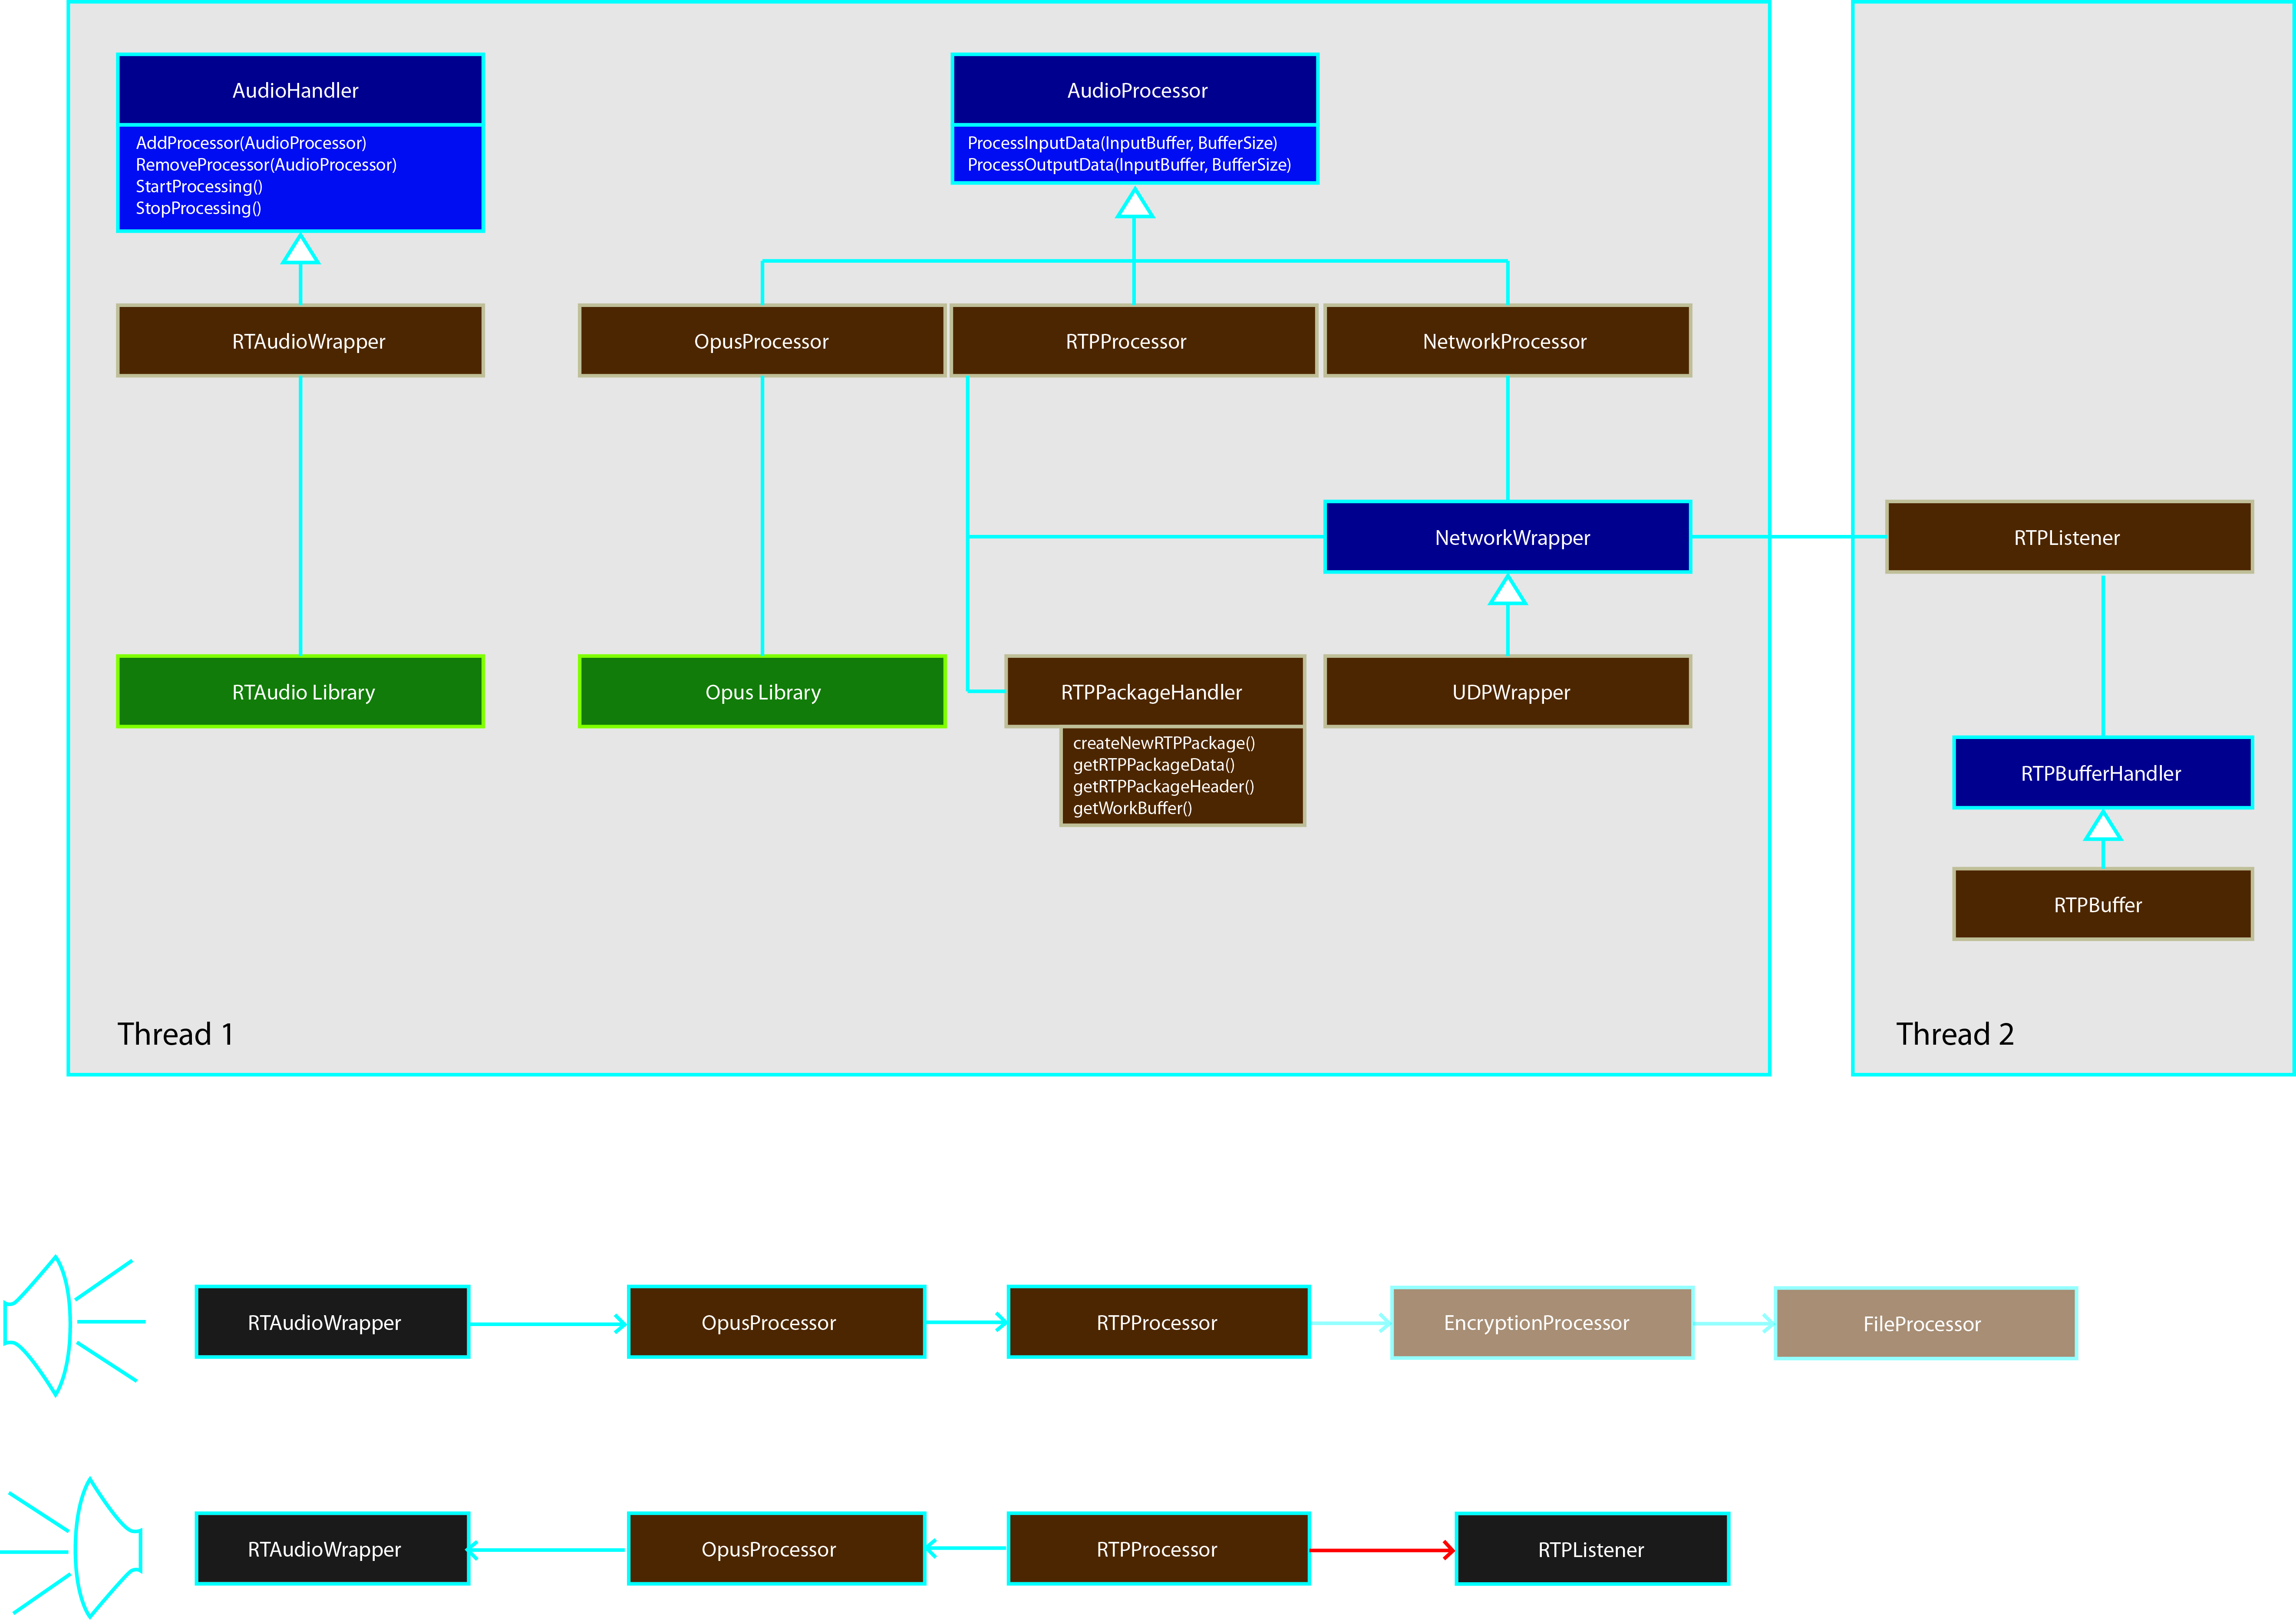 AudioHandler
AddProcessor(AudioProcessor)
RemoveProcessor(AudioProcessor)
StartProcessing()
StopProcessing()
AudioProcessor
ProcessInputData(InputBuffer, BufferSize)
ProcessOutputData(InputBuffer, BufferSize)
RTAudioWrapper
OpusProcessor
RTPProcessor
NetworkProcessor
NetworkWrapper
RTPListener
RTAudio Library
Opus Library
RTPPackageHandler
createNewRTPPackage()
getRTPPackageData()
getRTPPackageHeader()
getWorkBuffer()
UDPWrapper
RTPBufferHandler
RTPBuffer
Thread 1
Thread 2
RTAudioWrapper
OpusProcessor
RTPProcessor
EncryptionProcessor
FileProcessor
RTAudioWrapper
OpusProcessor
RTPProcessor
RTPListener